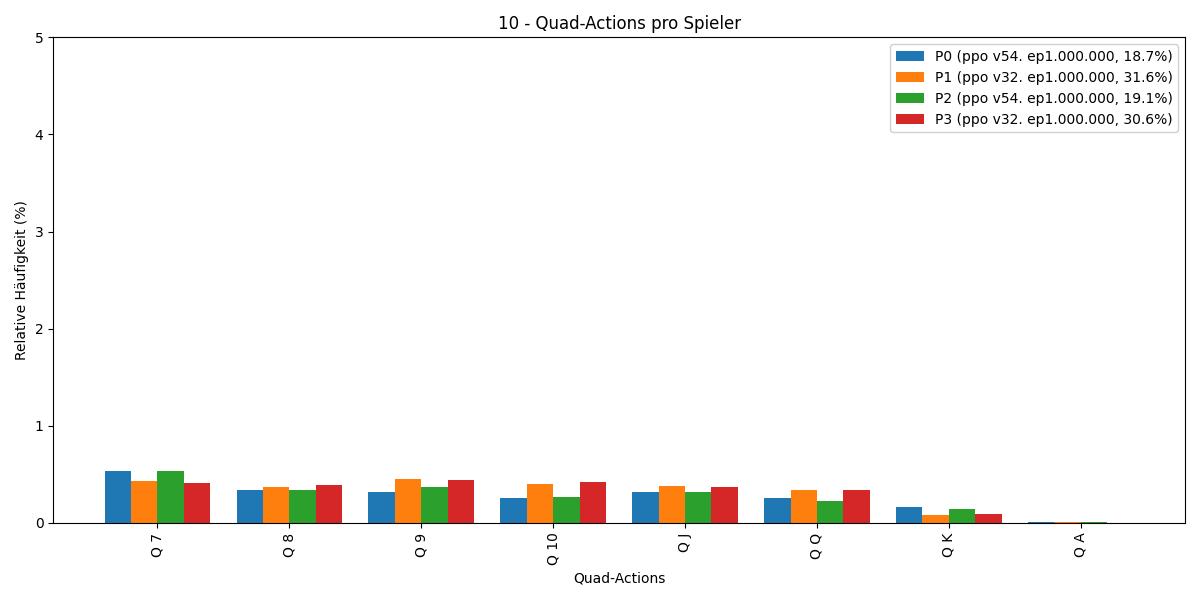 10 - Quad-Actions pro Spieler
P0 (ppo v54. ep1.000.000, 18.7%)
P1 (ppo v32. ep1.000.000, 31.6%)
P2 (ppo v54. ep1.000.000, 19.1%)
P3 (ppo v32. ep1.000.000, 30.6%)
Relative Häufigkeit (%)
5
4
3
2
1
0
Q 7
Q 8
Q 9
Q 10
Q J
Q Q
Q K
Q A
Quad-Actions